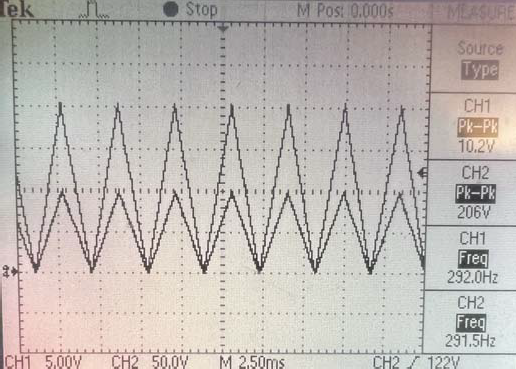 Tek
Stop
M Pos: 0.000s
MEASURE
Source
Type
CH1
Pk-Pk
10.2V
CH2
Pk-Pk
206V
CH1
Freq
292.0Hz
CH2
Freq
291.5Hz
CH1 5.00V CH2 50.0V M 2.50ms CH2 122V